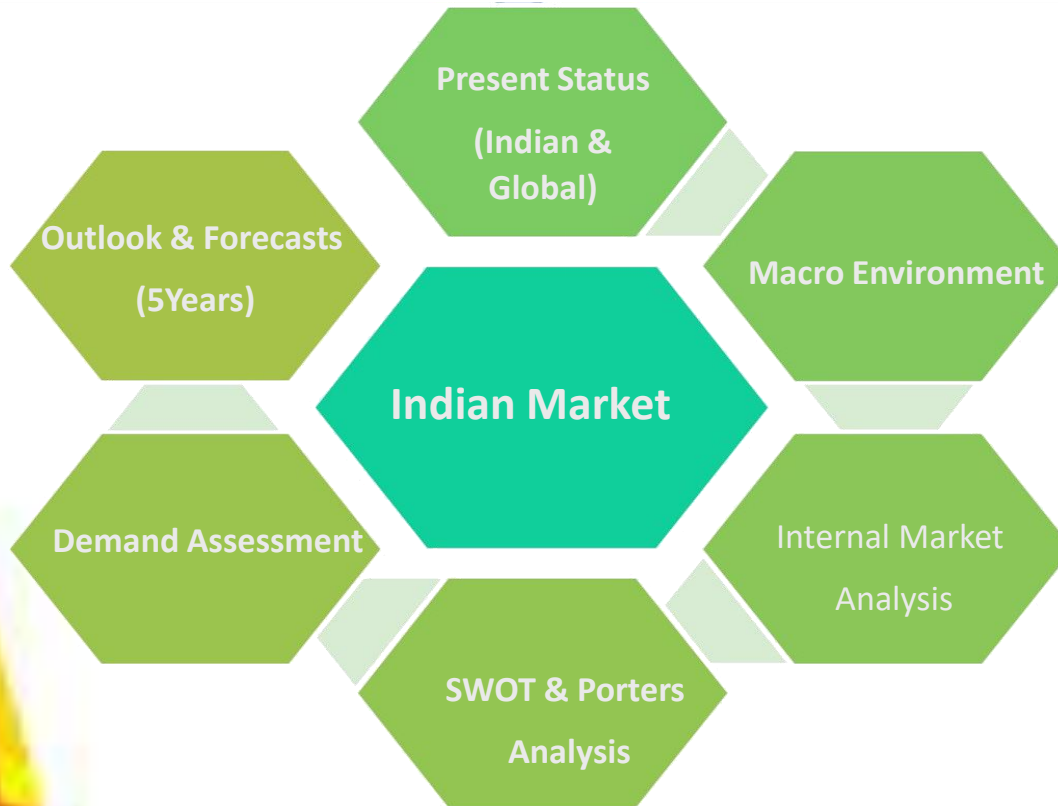 Present Status
(Indian &
Global)
Macro Environment
Internal Market
Analysis
SWOT & Porters
Analysis
Demand Assessment
Outlook & Forecasts
(5Years)
Indian Market